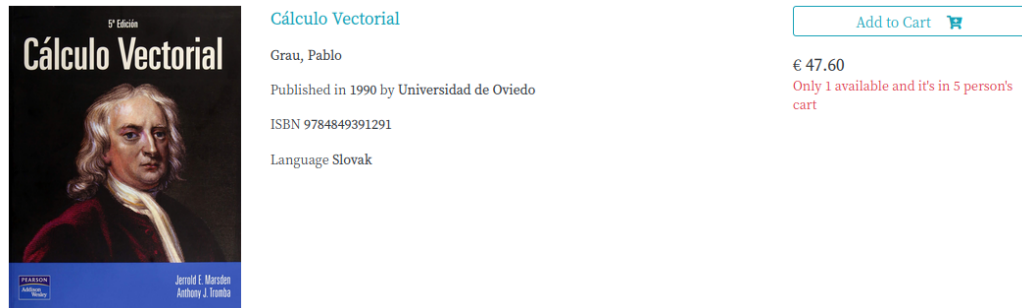 5ª Edición
Cálculo Vectorial
PEARSON
Addison
Wesley
Jerrold E. Marsden
Anthony J. Tromba
Cálculo Vectorial
Grau, Pablo
Published in 1990 by Universidad de Oviedo
ISBN 9784849391291
Language Slovak
Add to Cart
€ 47.60
Only 1 available and it's in 5 person's
cart